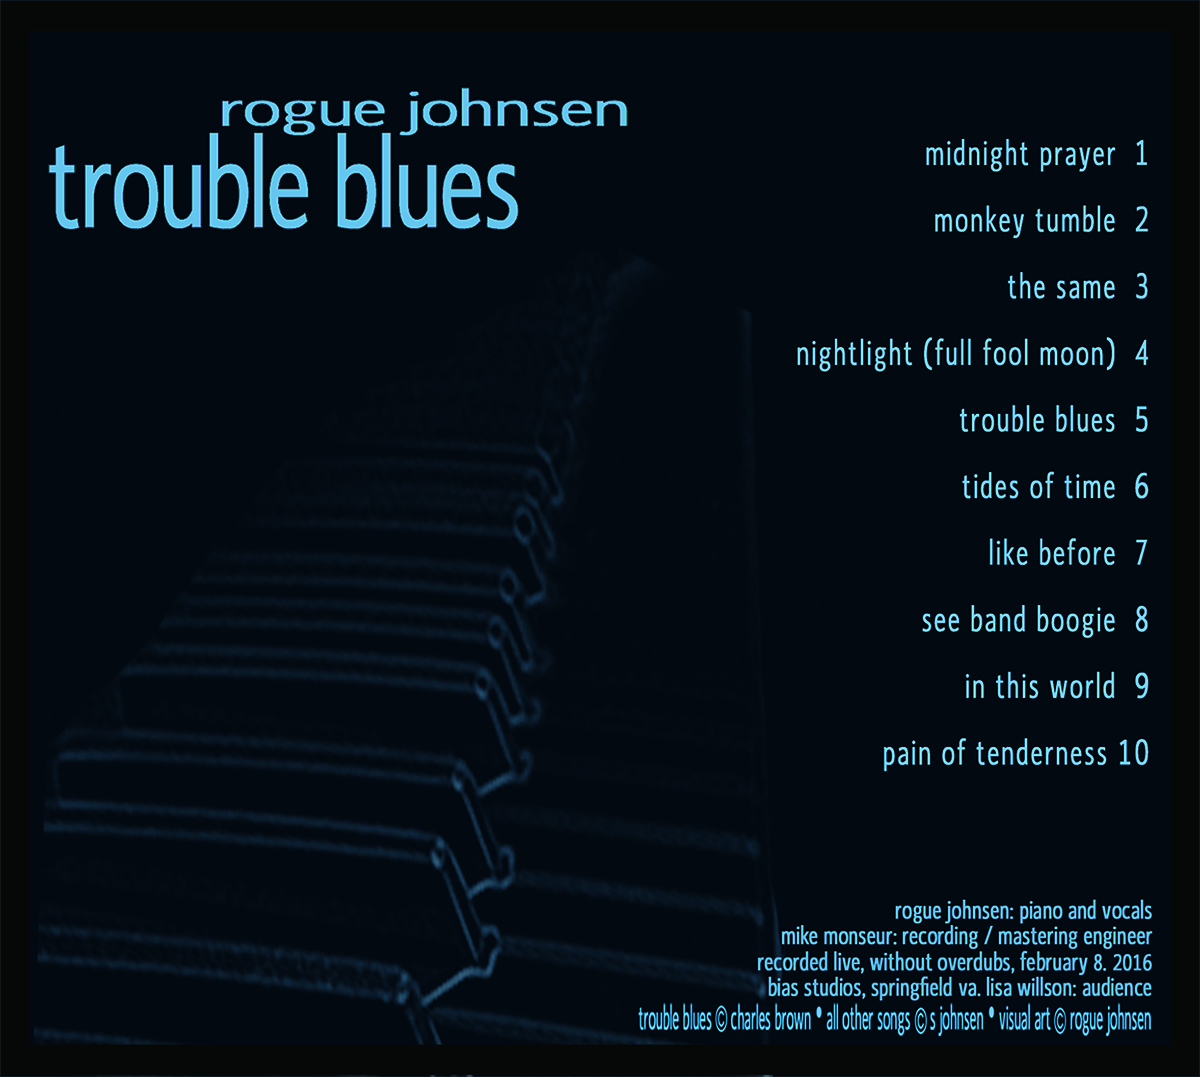 rogue johnsen
trouble blues
midnight prayer 1
monkey tumble 2
the same 3
nightlight (full fool moon) 4
trouble blues 5
tides of time 6
like before 7
see band boogie 8
in this world 9
pain of tenderness 10
rogue johnsen: piano and vocals
mike monseur: recording / mastering engineer
recorded live, without overdubs, february 8. 2016
bias studios, springfield va. lisa willson: audience
trouble blues © charles brown • all other songs © s johnsen • visual art © rogue johnsen